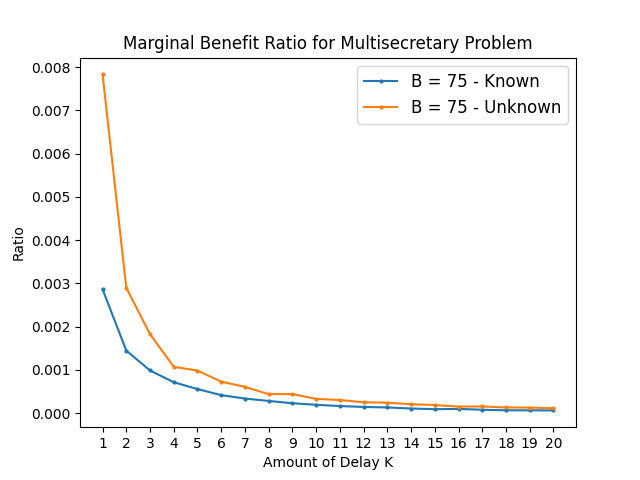 Marginal Benefit Ratio for Multisecretary Problem
B = 75 - Known
B = 75 - Unknown
0.008
0.007
0.006
0.005
0.004
0.003
0.002
0.001
0.000
Ratio
1 2 3 4 5 6 7 8 9 10 11 12 13 14 15 16 17 18 19 20
Amount of Delay K